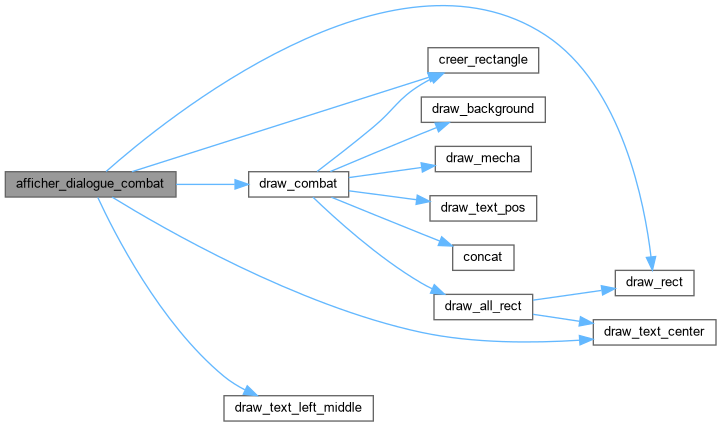 creer_rectangle
draw_background
draw_mecha
afficher_dialogue_combat
draw_combat
draw_text_pos
concat
draw_rect
draw_all_rect
draw_text_center
draw_text_left_middle